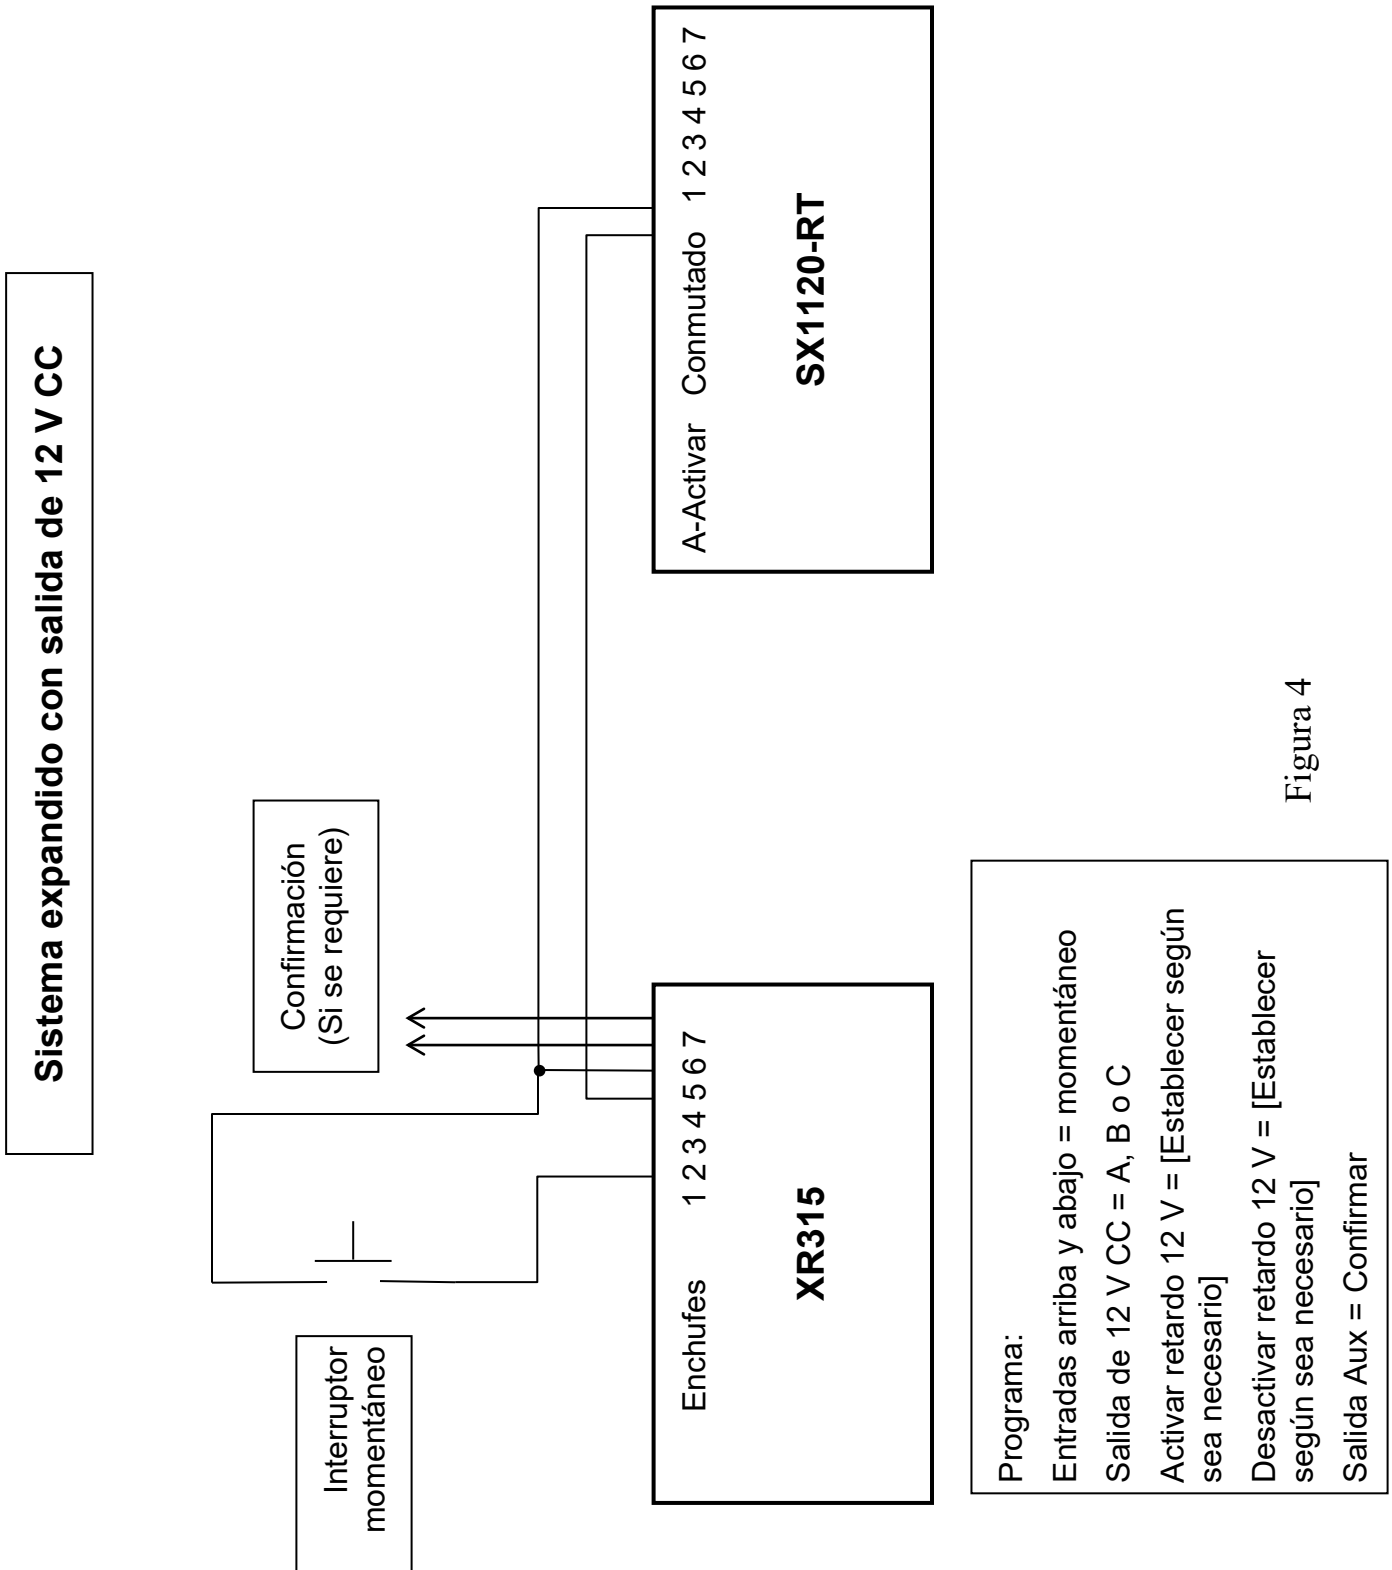 Sistema expandido con salida de 12 V CC
Confirmación
(Si se requiere)
Interruptor
momentáneo
Enchufes 1 2 3 4 5 6 7
XR315
A-Activar Conmutado 1 2 3 4 5 6 7
SX1120-RT
Programa:
Entradas arriba y abajo = momentáneo
Salida de 12 V CC = A, B o C
Activar retardo 12 V = [Establecer según
sea necesario]
Desactivar retardo 12 V = [Establecer
según sea necesario]
Salida Aux = Confirmar
Figura 4